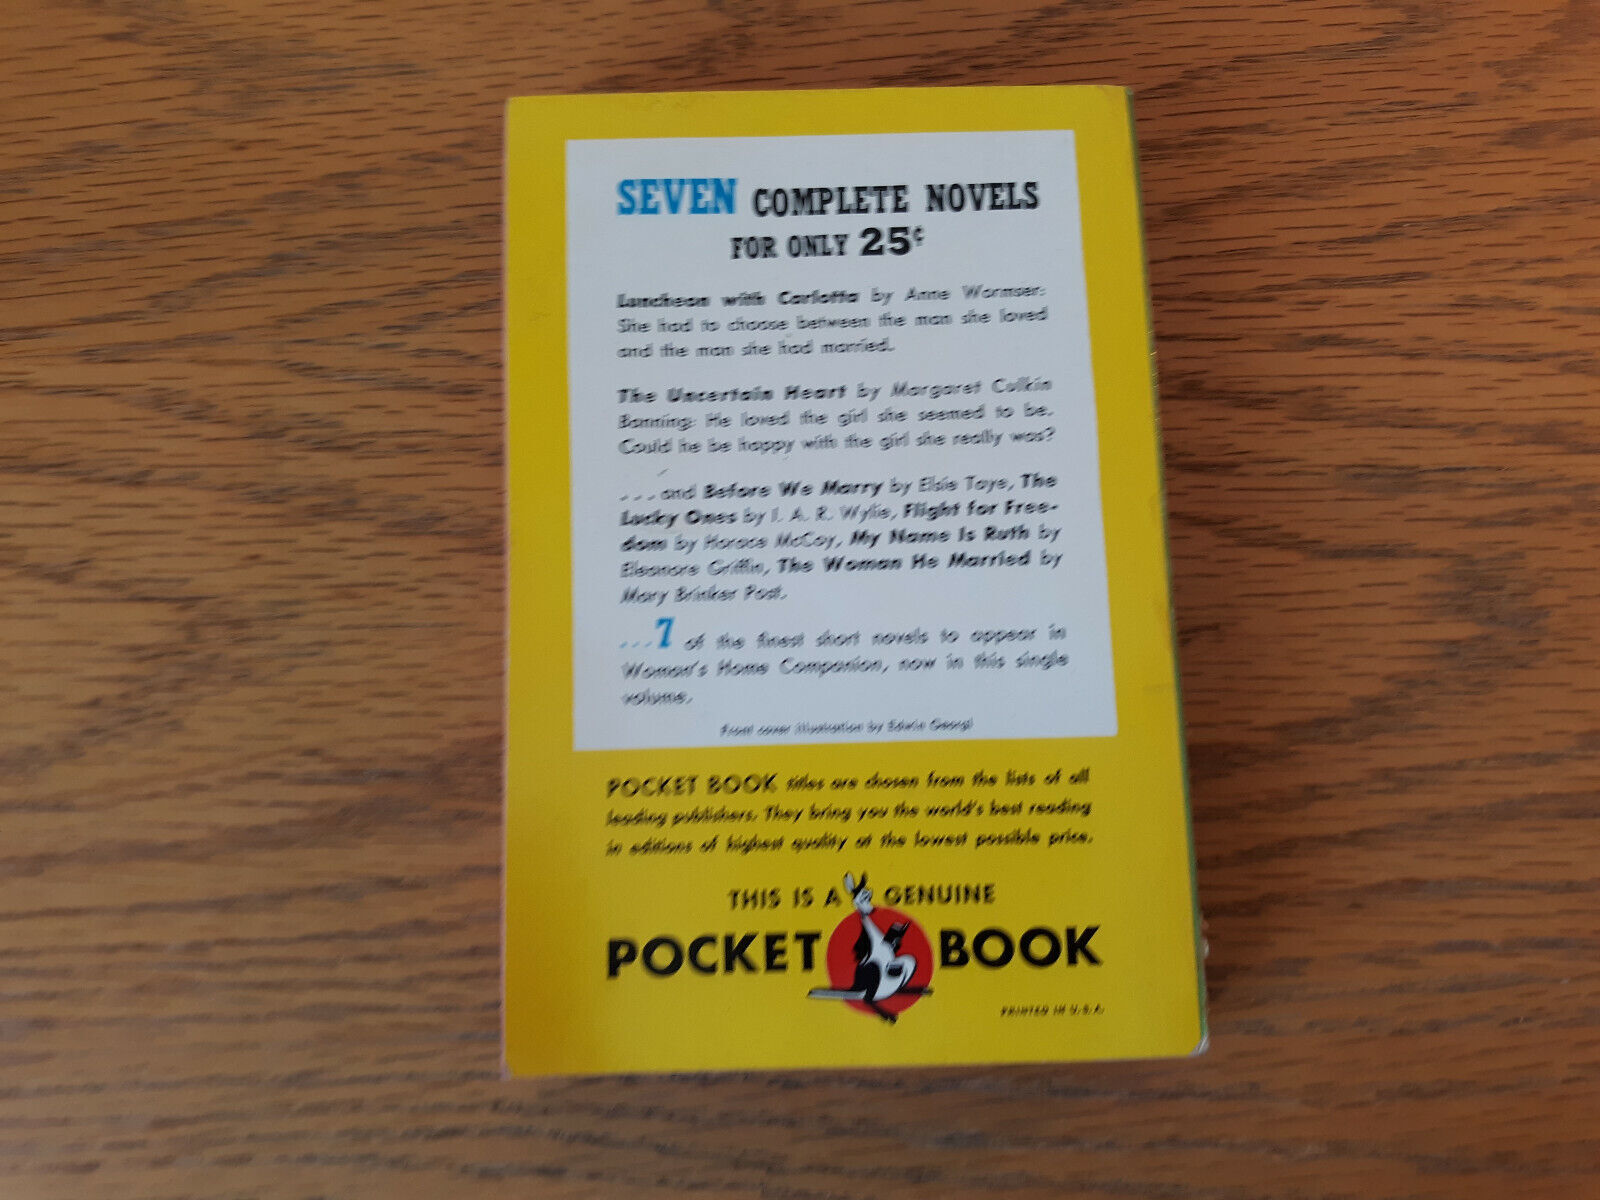 SEVEN COMPLETE NOVELS
FOR ONLY 25¢
Luncheon with Carlotta by Anne Wormser:
She had to choose between the man she loved
and the man she had married.
The Uncertain Heart by Margaret Culkin
Banning: He loved the girl she seemed to be.
Could he be happy with the girl she really was?
...and Before We Marry by Elsie Toye, The
Lucky Ones by I. A. R. Wylie, Flight for Free-
dom by Horace McCoy, My Name Is Ruth by
Eleanore Griffin, The Woman He Married by
Mary Brinker Post.
...7 of the finest short novels to appear in
Woman's Home Companion, now in this single
volume.
Front cover illustration by Edwin Georgi
POCKET BOOK titles are chosen from the lists of all
leading publishers. They bring you the world's best reading
in editions of highest quality at the lowest possible price.
THIS IS A GENUINE
POCKET BOOK
PRINTED IN U.S.A.